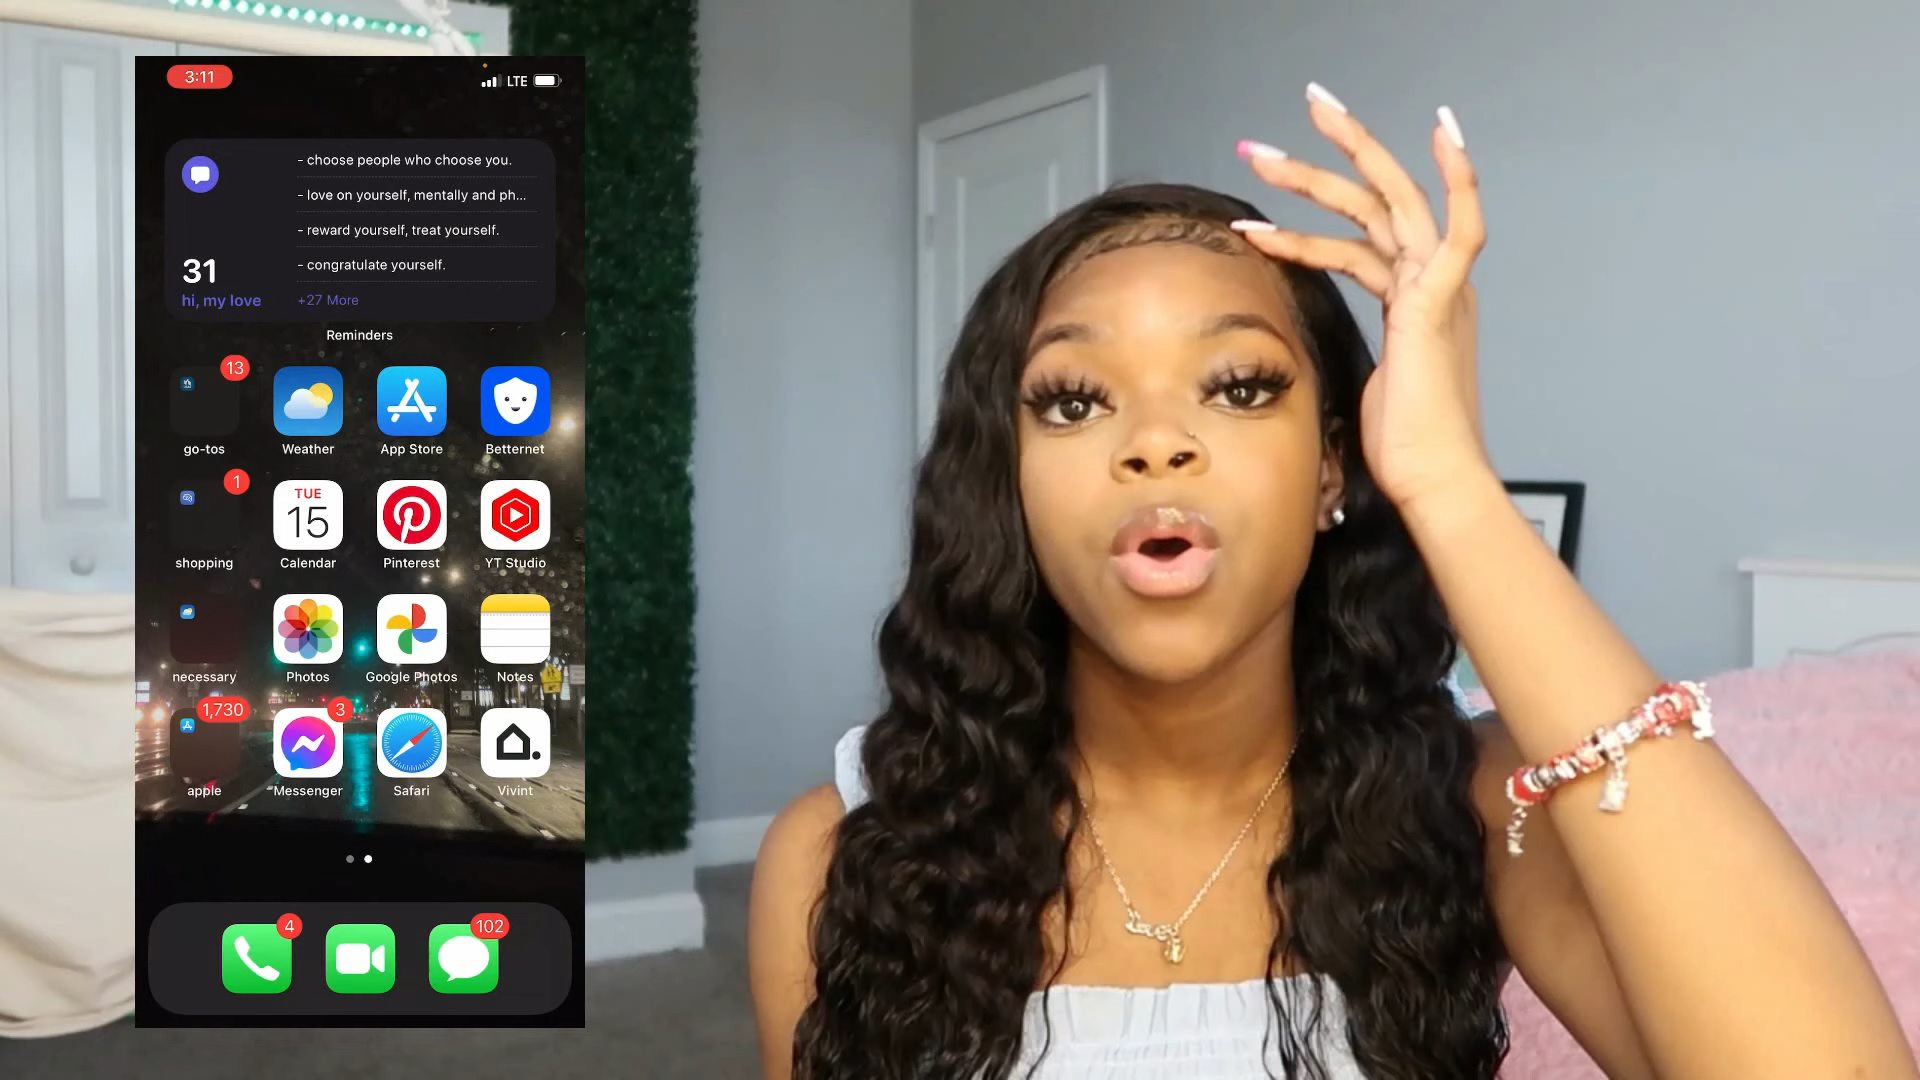 3:11
LTE
- choose people who choose you.
- love on yourself, mentally and ph...
- reward yourself, treat yourself.
- congratulate yourself.
31
hi, my love
+27 More
Reminders
13
go-tos
Weather
App Store
Betternet
1
shopping
TUE
15
Calendar
Pinterest
YT Studio
necessary
Photos
Google Photos
Notes
1,730
3
apple
Messenger
Safari
Vivint
4
102